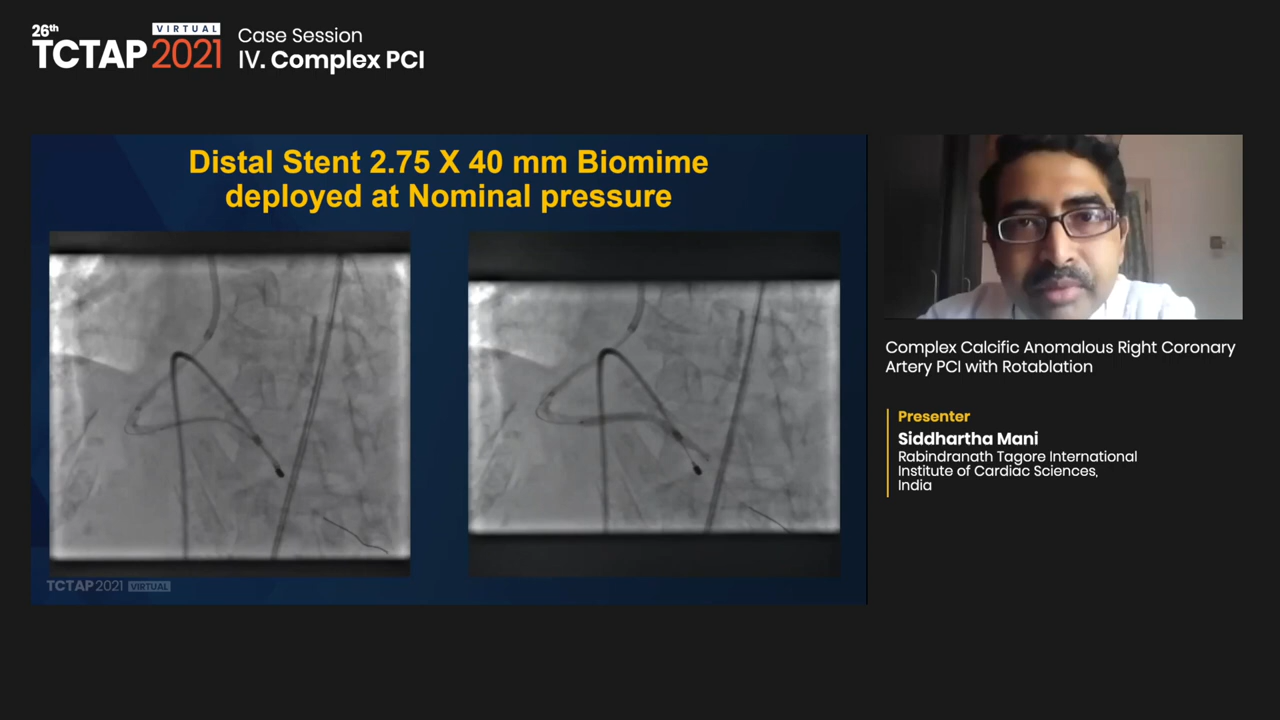 26th
TCTAP
VIRTUAL
2021
Case Session
IV. Complex PCI
Distal Stent 2.75 X 40 mm Biomime
deployed at Nominal pressure
TCTAP 2021 VIRTUAL
Complex Calcific Anomalous Right Coronary
Artery PCI with Rotablation
Presenter
Siddhartha Mani
Rabindranath Tagore International
Institute of Cardiac Sciences,
India